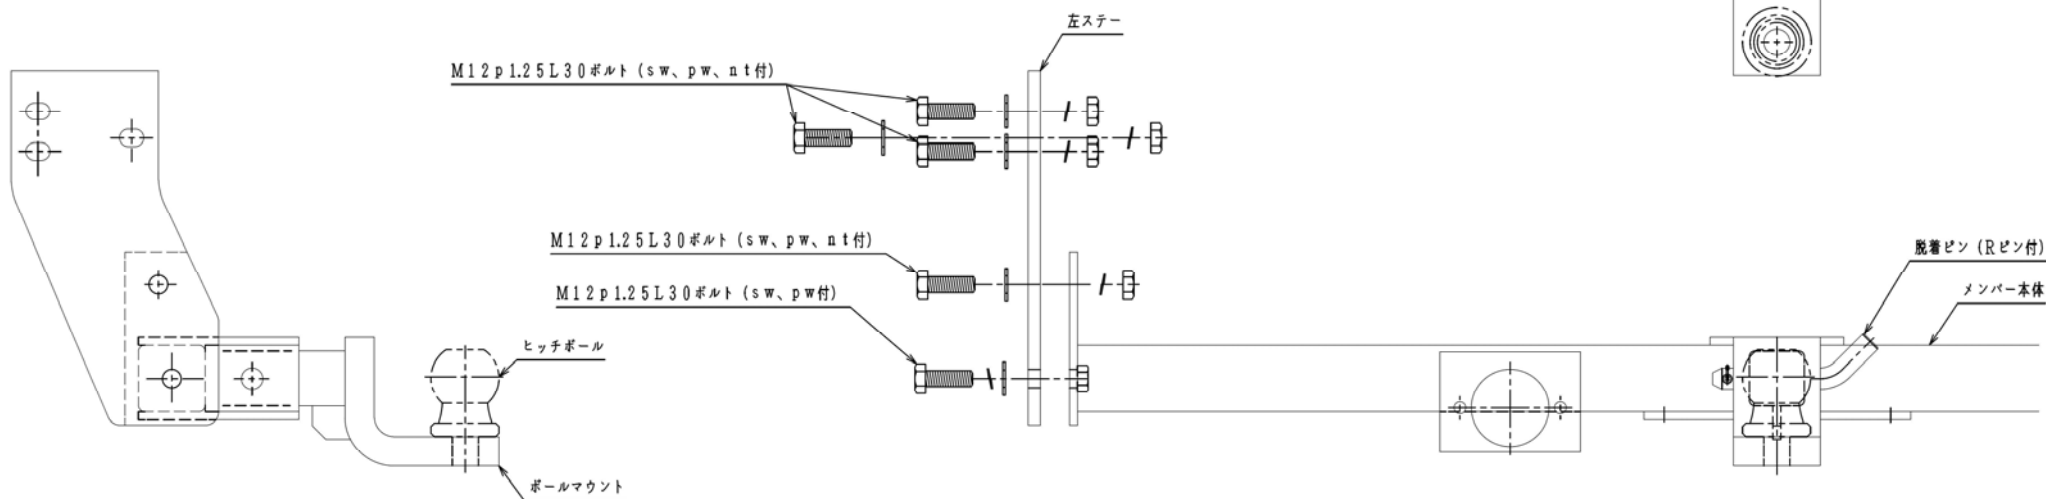 左ステー
M12p1.25L30ボルト(sw、pw、nt付)
M12p1.25L30ボルト(sw、pw、nt付)
脱着ピン(Rピン付)
M12p1.25L30ボルト(sw、pw付)
メンバー本体
ヒッチボール
ボールマウント